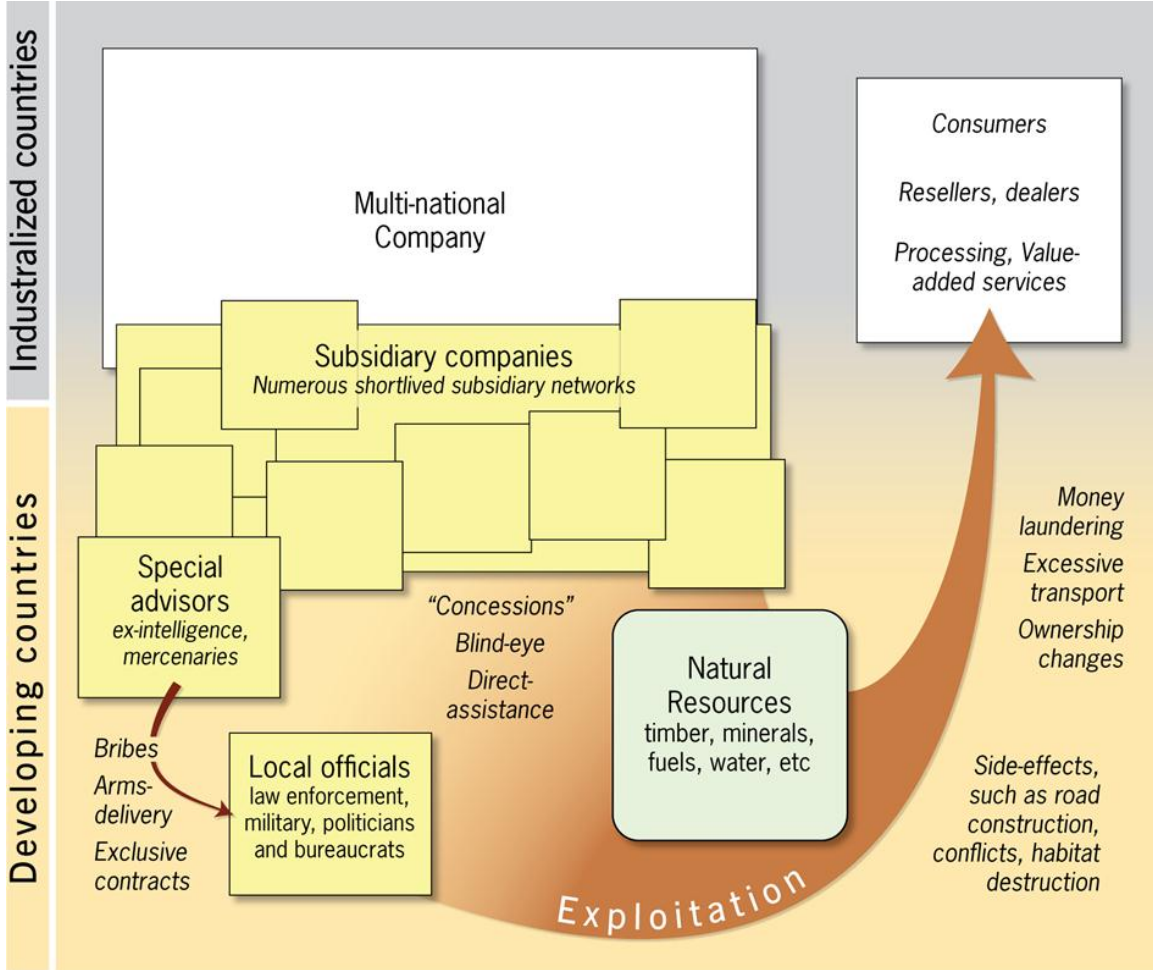 Industralized countries
Developing countries
Multi-national
Company
Subsidiary companies
Numerous shortlived subsidiary networks
Special
advisors
ex-intelligence,
mercenaries
Bribes
Arms-
delivery
Exclusive
contracts
Local officials
law enforcement,
military, politicians
and bureaucrats
“Concessions”
Blind-eye
Direct-
assistance
Natural
Resources
timber, minerals,
fuels, water, etc
Exploitation
Consumers
Resellers, dealers
Processing, Value-
added services
Money
laundering
Excessive
transport
Ownership
changes
Side-effects,
such as road
construction,
conflicts, habitat
destruction